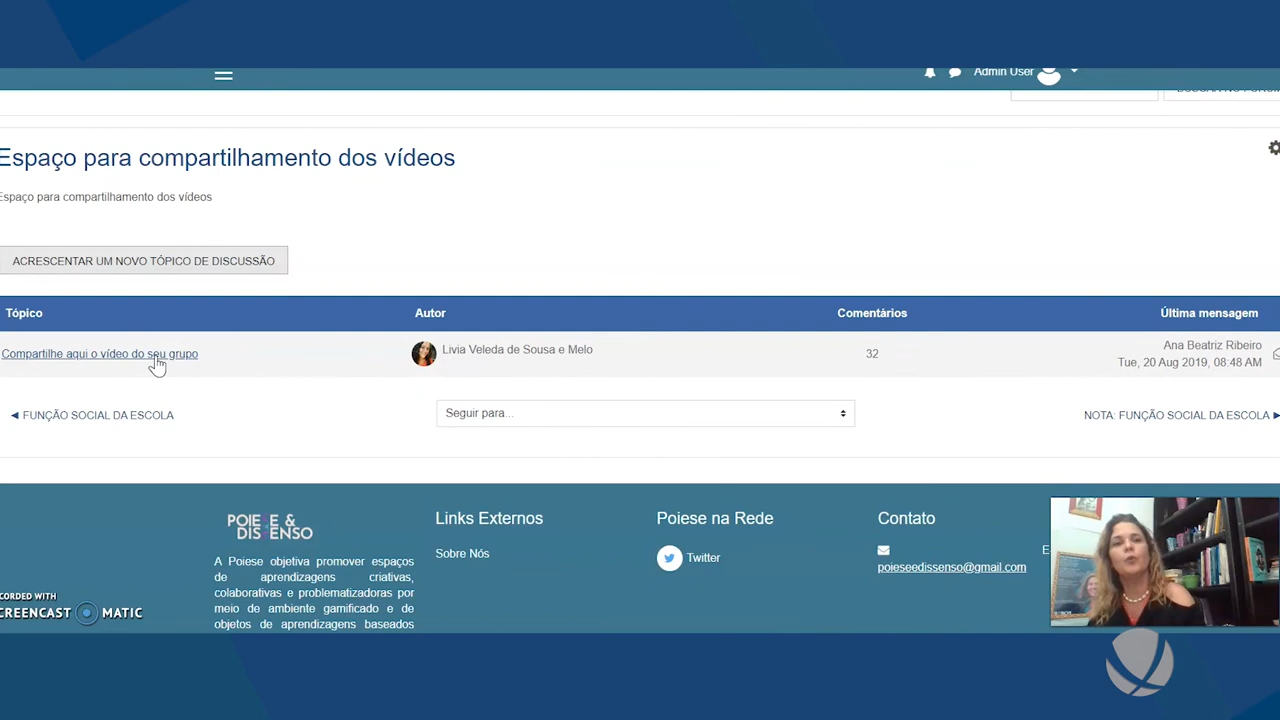 Admin User
Espaço para compartilhamento dos vídeos
Espaço para compartilhamento dos vídeos
ACRESCENTAR UM NOVO TÓPICO DE DISCUSSÃO
Tópico Autor Comentários Última mensagem
Compartilhe aqui o vídeo do seu grupo Livia Veleda de Sousa e Melo 32 Ana Beatriz Ribeiro
Tue, 20 Aug 2019, 08:48 AM
◄ FUNÇÃO SOCIAL DA ESCOLA Seguir para... NOTA: FUNÇÃO SOCIAL DA ESCOLA ►
POIESE &
DISSENSO
A Poiese objetiva promover espaços
de aprendizagens criativas,
colaborativas e problematizadoras por
meio de ambiente gamificado e de
objetos de aprendizagens baseados
Links Externos
Sobre Nós
Poiese na Rede
Twitter
Contato
E
poieseedissenso@gmail.com
CORDED WITH
CREENCAST MATIC